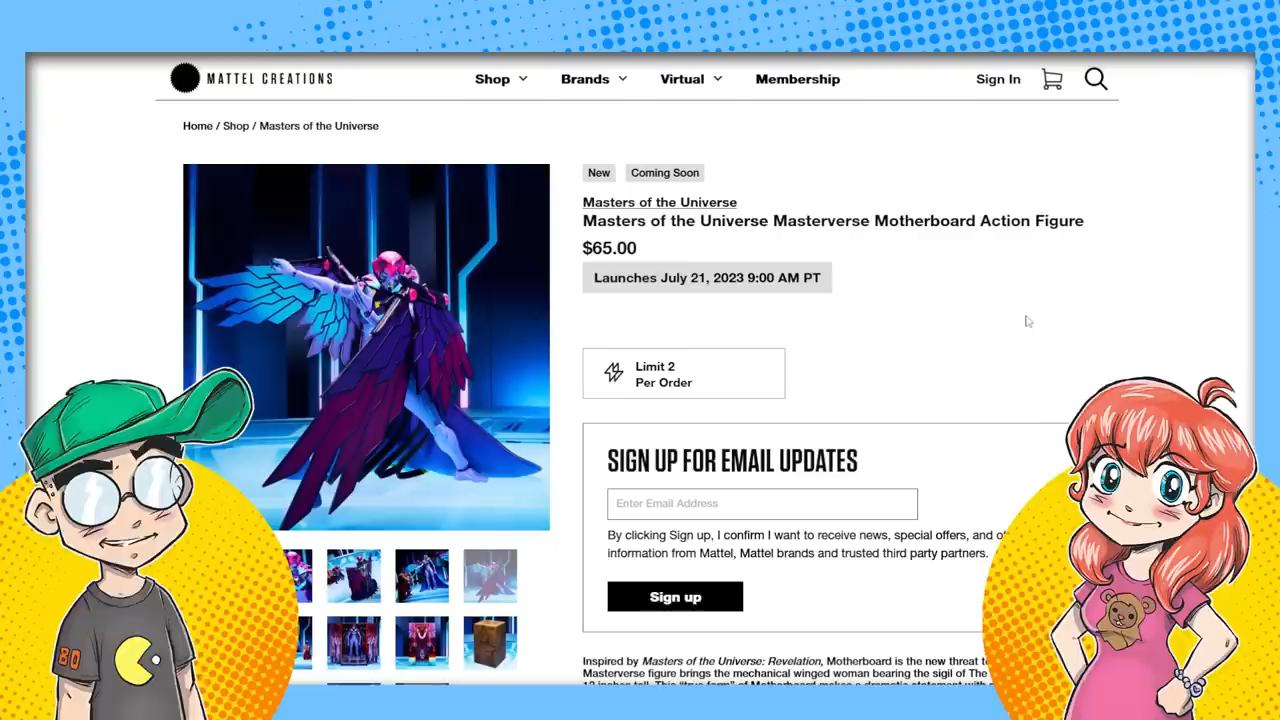 MATTEL CREATIONS
Shop
Brands
Virtual
Membership
Sign In
Home / Shop / Masters of the Universe
New
Coming Soon
Masters of the Universe
Masters of the Universe Masterverse Motherboard Action Figure
$65.00
Launches July 21, 2023 9:00 AM PT
Limit 2
Per Order
SIGN UP FOR EMAIL UPDATES
Enter Email Address
By clicking Sign up, I confirm I want to receive news, special offers, and
information from Mattel, Mattel brands and trusted third party partners.
Sign up
Inspired by Masters of the Universe: Revelation, Motherboard is the new threat
Masterverse figure brings the mechanical winged woman bearing the sigil of The
80